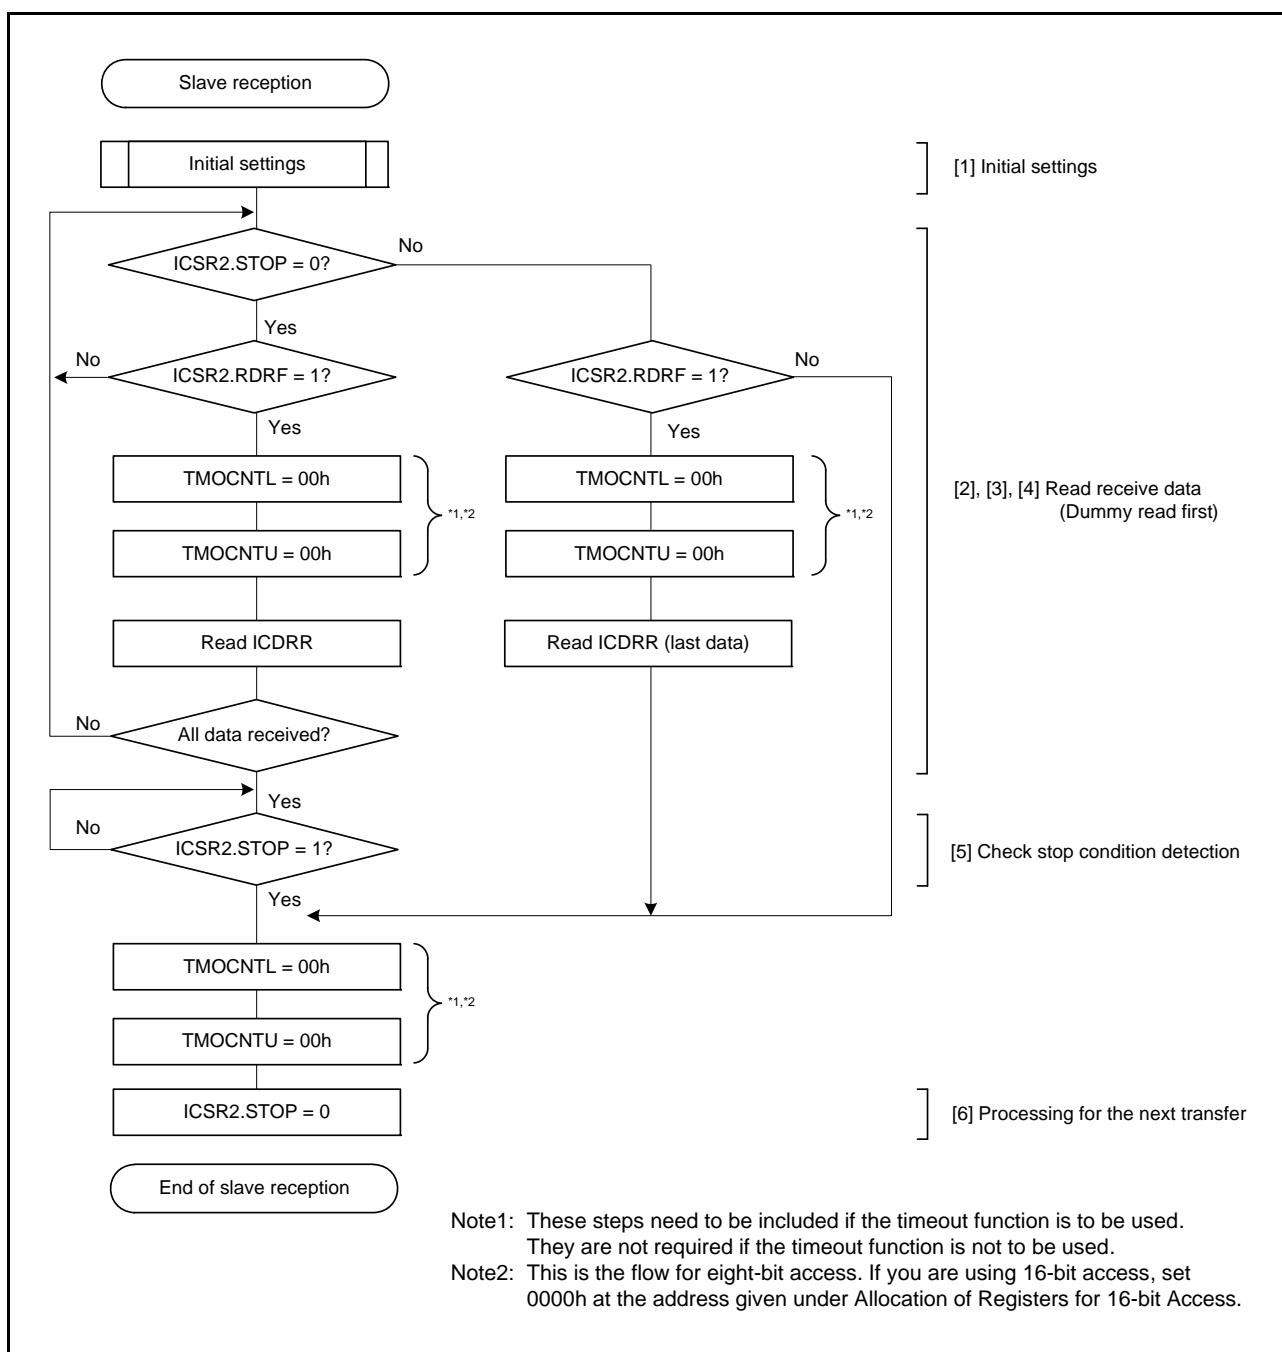 Slave reception
Initial settings
[1] Initial settings
ICSR2.STOP = 0?
No
Yes
No
ICSR2.RDRF = 1?
ICSR2.RDRF = 1?
No
Yes
Yes
TMOCNTL = 00h
TMOCNTL = 00h
*1,*2
*1,*2
[2], [3], [4] Read receive data
(Dummy read first)
TMOCNTU = 00h
TMOCNTU = 00h
Read ICDRR
Read ICDRR (last data)
No
All data received?
Yes
No
ICSR2.STOP = 1?
[5] Check stop condition detection
Yes
TMOCNTL = 00h
*1,*2
TMOCNTU = 00h
ICSR2.STOP = 0
[6] Processing for the next transfer
End of slave reception
Note1: These steps need to be included if the timeout function is to be used.
They are not required if the timeout function is not to be used.
Note2: This is the flow for eight-bit access. If you are using 16-bit access, set
0000h at the address given under Allocation of Registers for 16-bit Access.